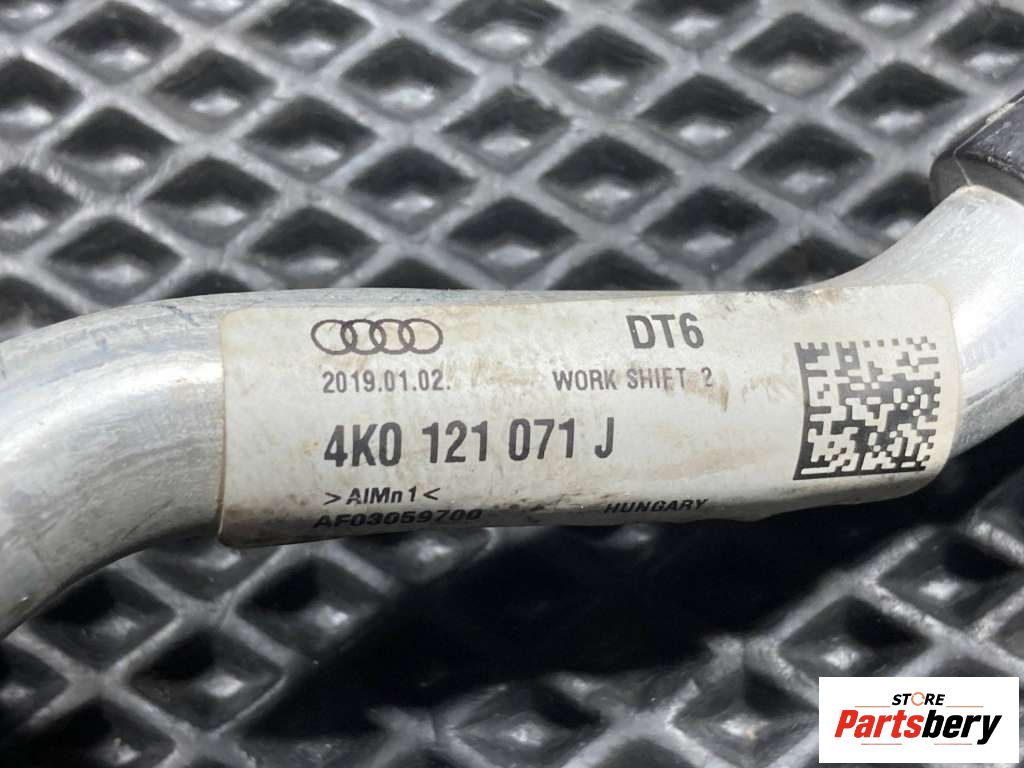 DT6
2019.01.02. WORK SHIFT 2
4K0 121 071 J
>AlMn1<
AF03059700 HUNGARY
STORE
Partsbery